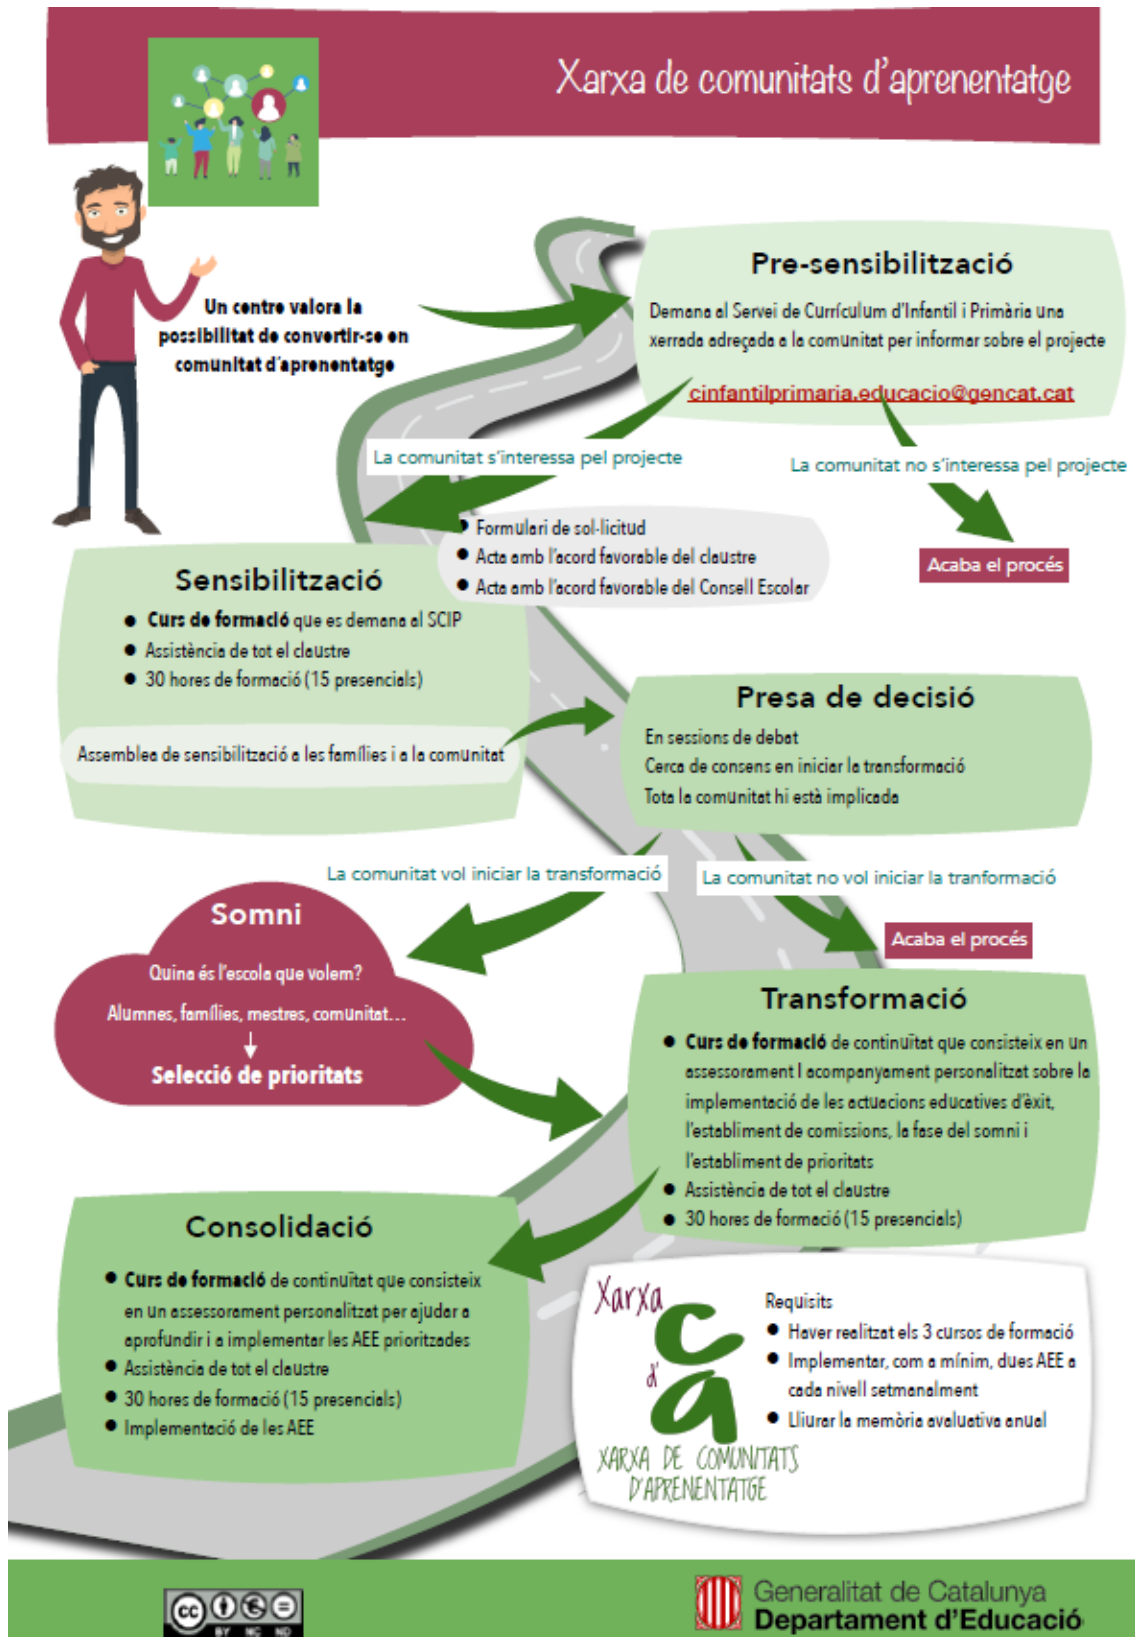 Xarxa de comunitats d'aprenentatge
Un centre valora la
possibilitat de convertir-se en
comunitat d'aprenentatge
Pre-sensibilització
Demana al Servei de Currículum d'Infantil i Primària una
xerrada adreçada a la comunitat per informar sobre el projecte
cinfantilprimaria.educacio@gencat.cat
La comunitat s'interessa pel projecte
La comunitat no s'interessa pel projecte
● Formulari de sol·licitud
● Acta amb l'acord favorable del claustre
● Acta amb l'acord favorable del Consell Escolar
Acaba el procés
Sensibilització
● Curs de formació que es demana al SCIP
● Assistència de tot el claustre
● 30 hores de formació (15 presencials)
Assemblea de sensibilització a les famílies i a la comunitat
Presa de decisió
En sessions de debat
Cerca de consens en iniciar la transformació
Tota la comunitat hi està implicada
La comunitat vol iniciar la transformació
La comunitat no vol iniciar la tranformació
Acaba el procés
Somni
Quina és l'escola que volem?
Alumnes, famílies, mestres, comunitat...
Selecció de prioritats
Transformació
● Curs de formació de continuïtat que consisteix en un
assessorament I acompanyament personalitzat sobre la
implementació de les actuacions educatives d'èxit,
l'establiment de comissions, la fase del somni i
l'establiment de prioritats
● Assistència de tot el claustre
● 30 hores de formació (15 presencials)
Consolidació
● Curs de formació de continuïtat que consisteix
en un assessorament personalitzat per ajudar a
aprofundir i a implementar les AEE prioritzades
● Assistència de tot el claustre
● 30 hores de formació (15 presencials)
● Implementació de les AEE
Xarxa
d'
ca
XARXA DE COMUNITATS
D'APRENENTATGE
Requisits
● Haver realitzat els 3 cursos de formació
● Implementar, com a mínim, dues AEE a
cada nivell setmanalment
● Lliurar la memòria avaluativa anual
cc
BY NC ND
Generalitat de Catalunya
Departament d'Educació